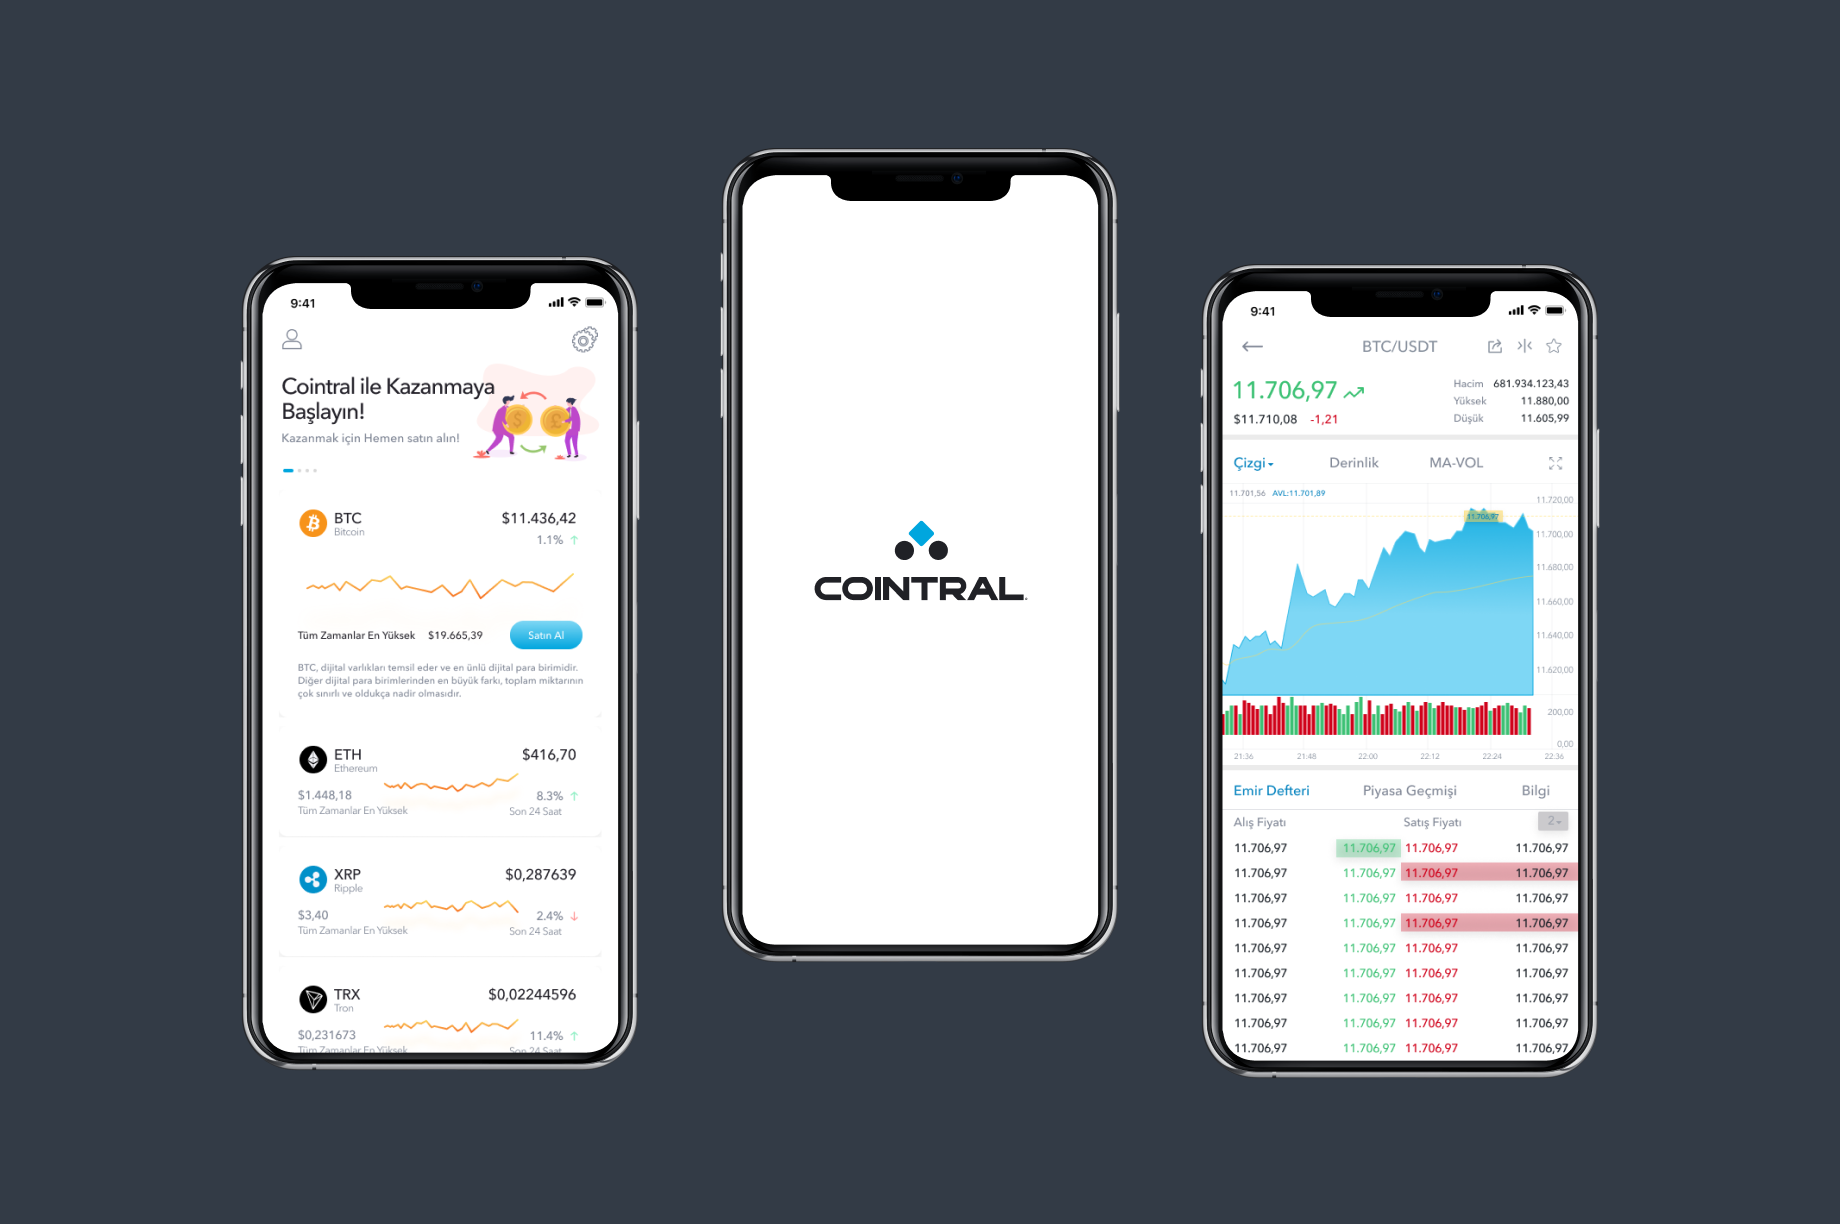 9:41
Cointral ile Kazanmaya
Başlayın!
Kazanmak için Hemen satın alın!
BTC
$11.436,42
Bitcoin
1.1%
Tüm Zamanlar En Yüksek $19.665,39
Satın Al
BTC, dijital varlıkları temsil eder ve en ünlü dijital para birimidir.
Diğer dijital para birimlerinden en büyük farkı, toplam miktarının
çok sınırlı ve oldukça nadir olmasıdır.
ETH
$416,70
Ethereum
$1.448,18
8.3%
Tüm Zamanlar En Yüksek
Son 24 Saat
XRP
$0,287639
Ripple
$3,40
2.4%
Tüm Zamanlar En Yüksek
Son 24 Saat
TRX
$0,02244596
Tron
$0,231673
11.4%
Tüm Zamanlar En Yüksek
Son 24 Saat
COINTRAL
9:41
BTC/USDT
11.706,97
$11.710,08 -1,21
Hacim 681.934.123,43
Yüksek 11.880,00
Düşük 11.605,99
Çizgi Derinlik MA-VOL
11.701,56 AVL:11.701,89
11.706,97
11.720,00
11.700,00
11.680,00
11.660,00
11.640,00
11.620,00
200,00
0,00
21:36 21:48 22:00 22:12 22:24 22:36
Emir Defteri Piyasa Geçmişi Bilgi
Alış Fiyatı Satış Fiyatı 2
11.706,97 11.706,97 11.706,97 11.706,97
11.706,97 11.706,97 11.706,97 11.706,97
11.706,97 11.706,97 11.706,97 11.706,97
11.706,97 11.706,97 11.706,97 11.706,97
11.706,97 11.706,97 11.706,97 11.706,97
11.706,97 11.706,97 11.706,97 11.706,97
11.706,97 11.706,97 11.706,97 11.706,97
11.706,97 11.706,97 11.706,97 11.706,97
11.706,97 11.706,97 11.706,97 11.706,97